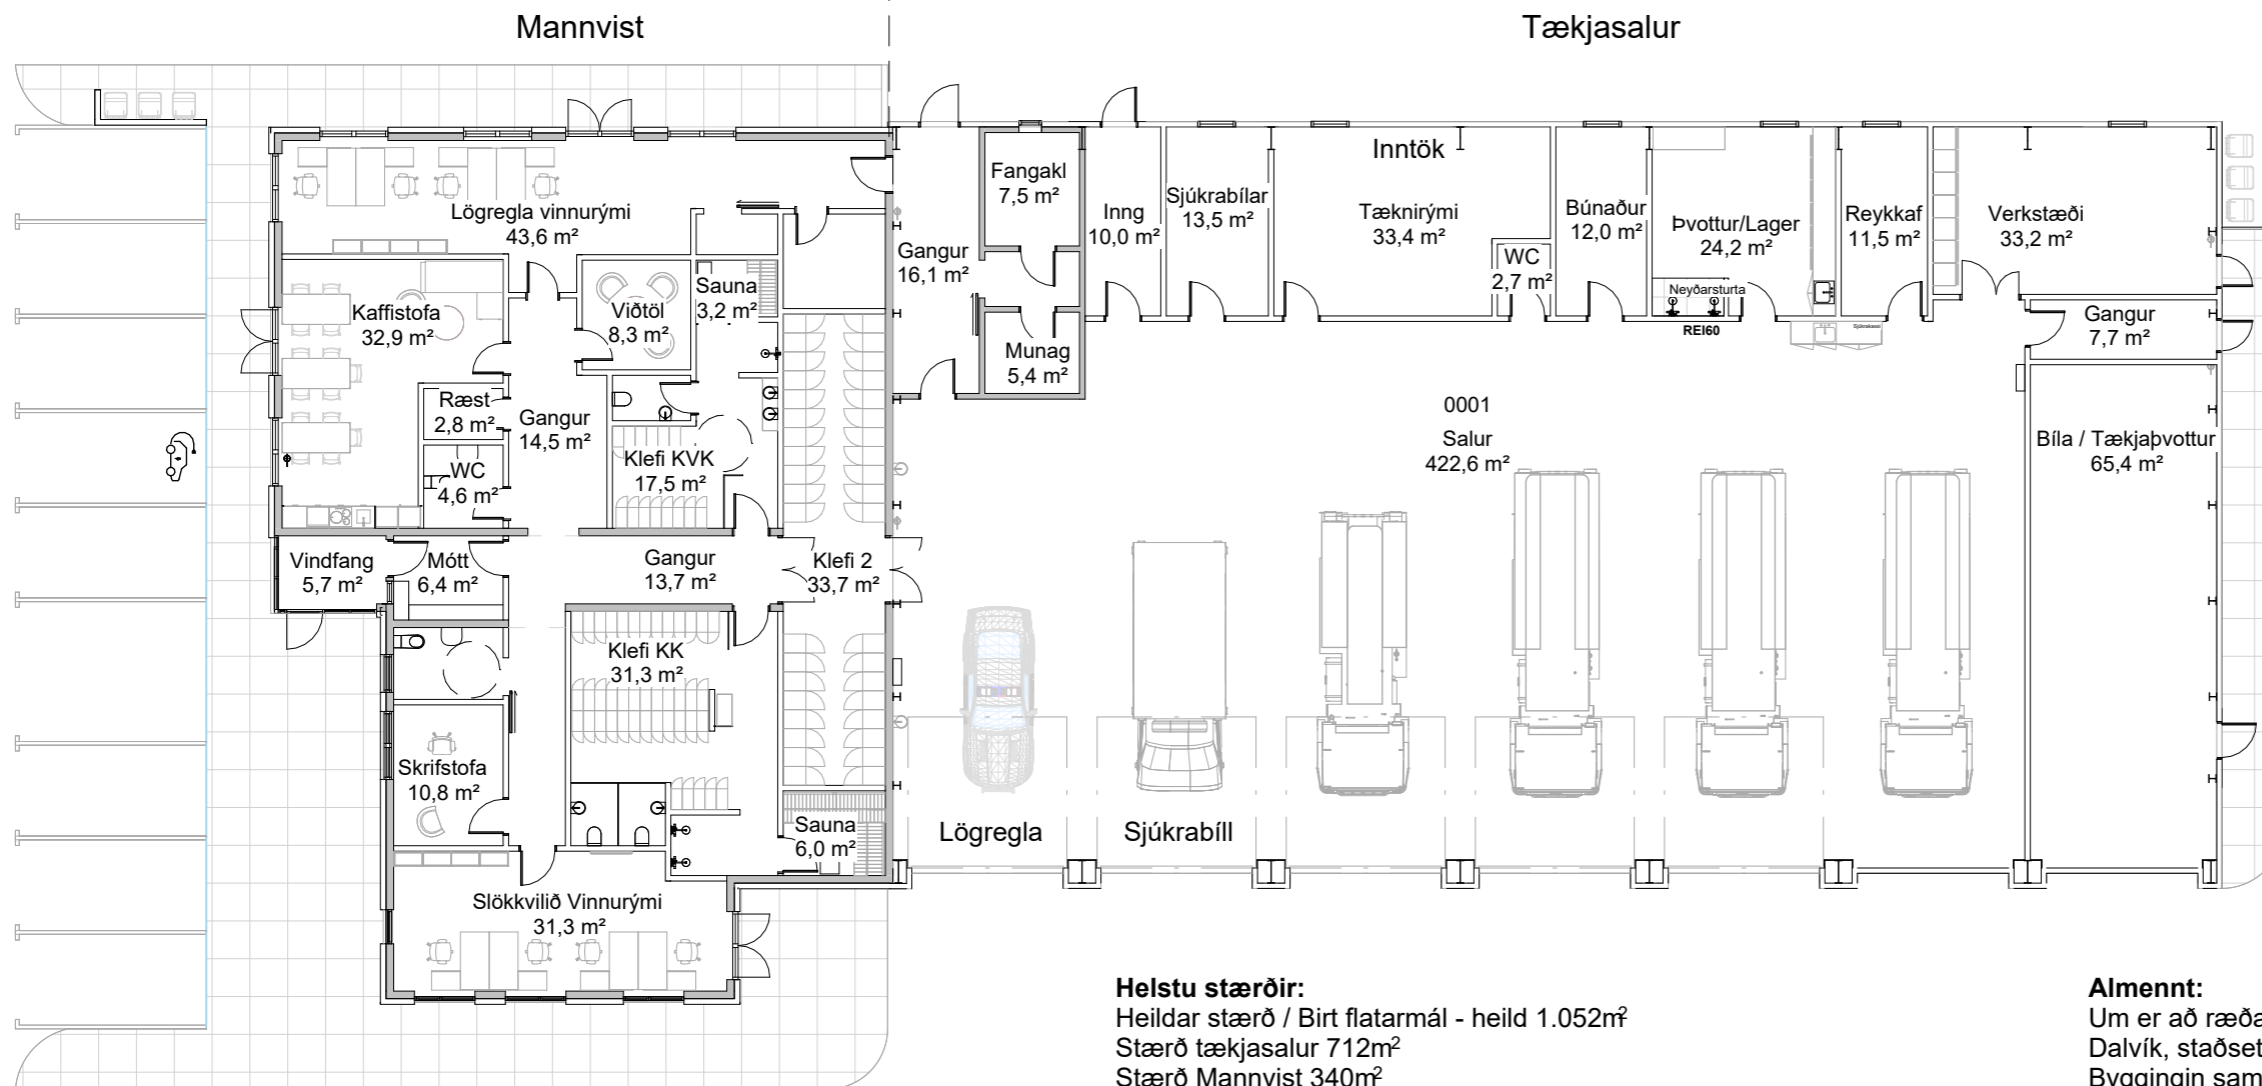 Mannvist
Tækjasalur
Inntök
Fangakl
7,5 m²
Lögregla vinnurými
43,6 m²
Gangur
16,1 m²
Inng
10,0 m²
Sjúkrabílar
13,5 m²
Tæknirými
33,4 m²
WC
2,7 m²
Búnaður
12,0 m²
Þvottur/Lager
24,2 m²
Reykkaf
11,5 m²
Verkstæði
33,2 m²
Neyðarsturta
REI60
Sjúkrakassi
Gangur
7,7 m²
Kaffistofa
32,9 m²
Viðtöl
8,3 m²
Sauna
3,2 m²
Munag
5,4 m²
Ræst
2,8 m²
Gangur
14,5 m²
WC
4,6 m²
Klefi KVK
17,5 m²
0001
Salur
422,6 m²
Bíla / Tækjaþvottur
65,4 m²
Vindfang
5,7 m²
Mótt
6,4 m²
Gangur
13,7 m²
Klefi 2
33,7 m²
Klefi KK
31,3 m²
Skrifstofa
10,8 m²
Sauna
6,0 m²
Lögregla
Sjúkrabíll
Slökkvilið Vinnurými
31,3 m²
Helstu stærðir:
Heildar stærð / Birt flatarmál - heild 1.052m²
Stærð tækjasalur 712m²
Stærð Mannvist 340m²
Almennt:
Um er að ræða
Dalvík, staðset
Byggingin sam